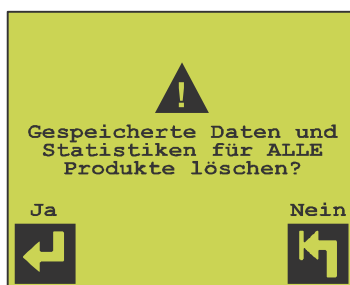 Gespeicherte Daten und
Statistiken für ALLE
Produkte löschen?
Ja Nein